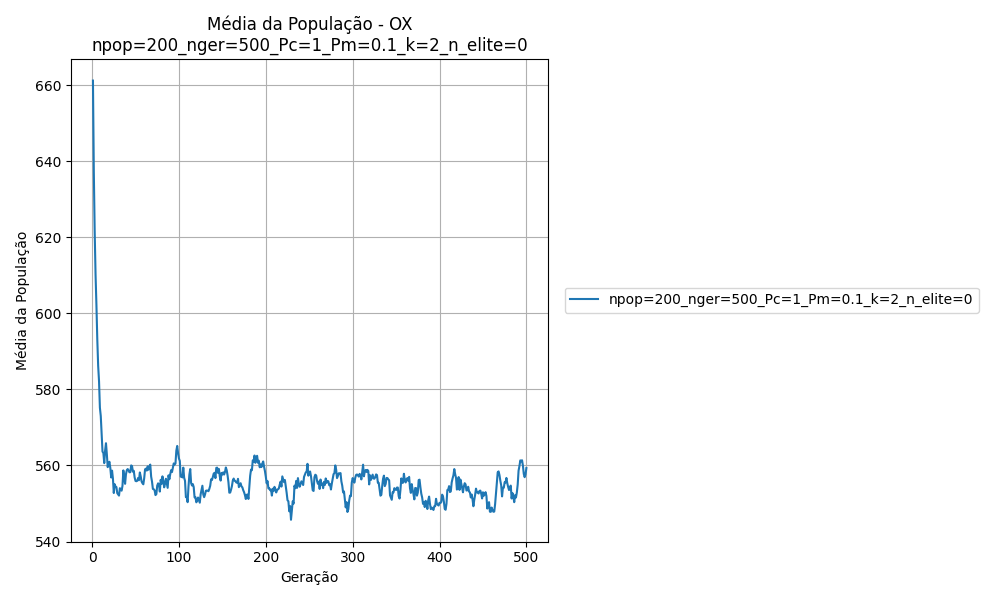 Média da População - OX
npop=200_nger=500_Pc=1_Pm=0.1_k=2_n_elite=0
Média da População
660
640
620
600
580
560
540
0 100 200 300 400 500
Geração
npop=200_nger=500_Pc=1_Pm=0.1_k=2_n_elite=0